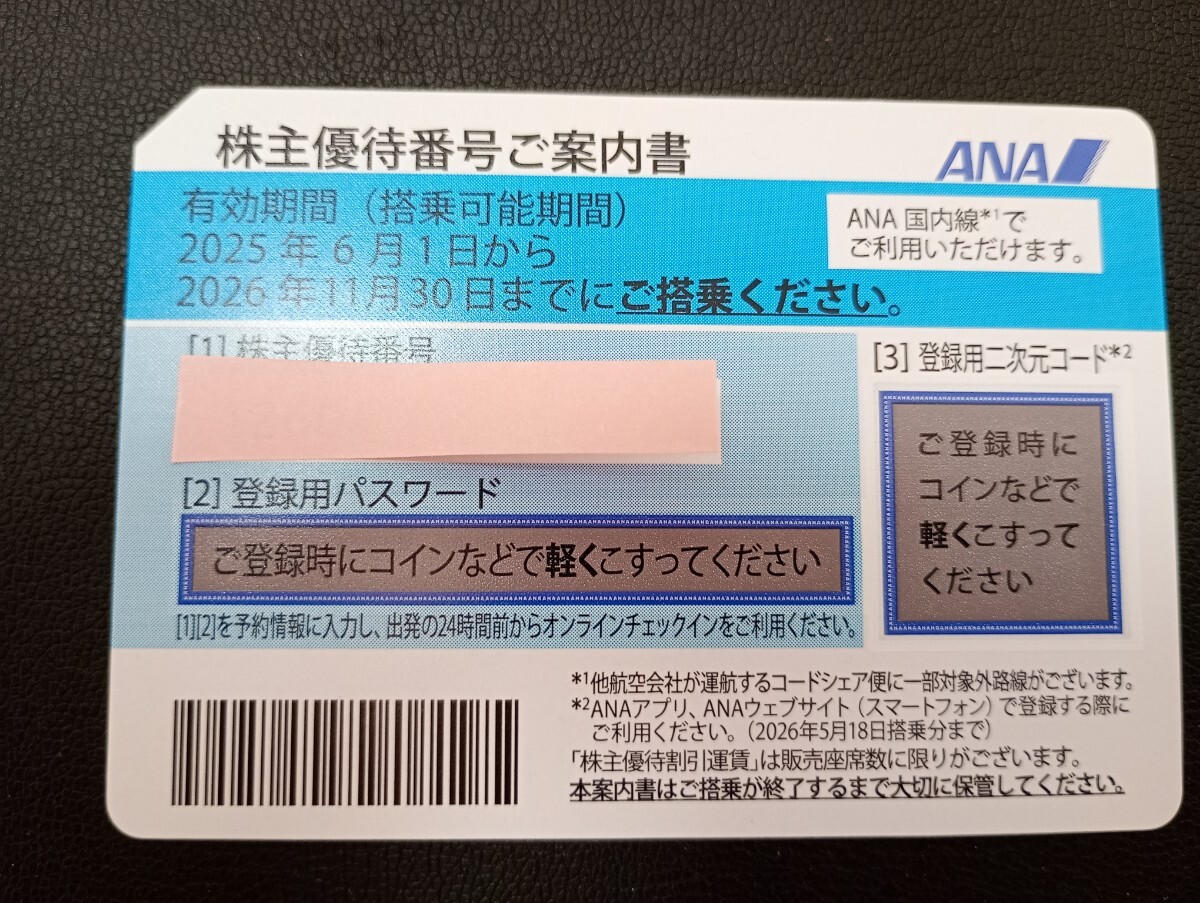 株主優待番号ご案内書
ANA
有効期間（搭乗可能期間）
2025年6月1日から
2026年11月30日までにご搭乗ください。
ANA 国内線*1で
ご利用いただけます。
[1] 株主優待番号
[2] 登録用パスワード
ご登録時にコインなどで軽くこすってください
[1][2]を予約情報に入力し、出発の24時間前からオンラインチェックインをご利用ください。
[3] 登録用二次元コード*2
ご登録時に
コインなどで
軽くこすって
ください
*1他航空会社が運航するコードシェア便に一部対象外路線がございます。
*2ANAアプリ、ANAウェブサイト（スマートフォン）で登録する際に
ご利用ください。（2026年5月18日搭乗分まで）
「株主優待割引運賃」は販売座席数に限りがございます。
本案内書はご搭乗が終了するまで大切に保管してください。